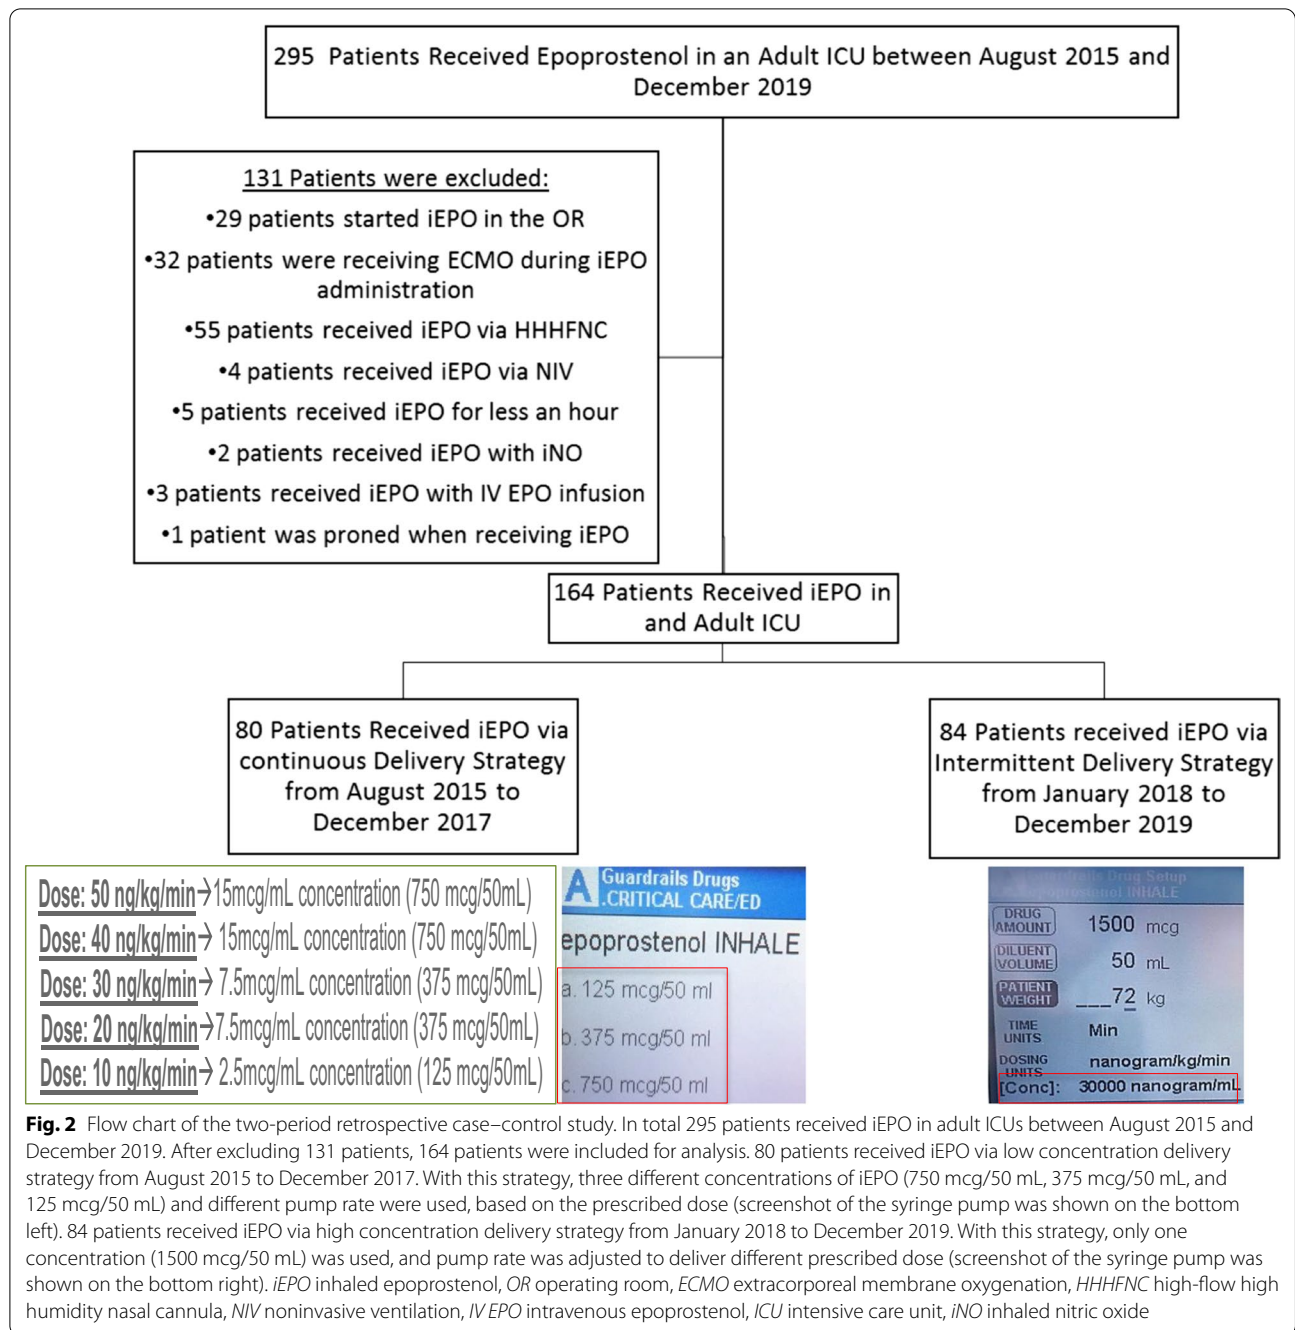 295 Patients Received Epoprostenol in an Adult ICU between August 2015 and
December 2019
131 Patients were excluded:
•29 patients started iEPO in the OR
•32 patients were receiving ECMO during iEPO
administration
•55 patients received iEPO via HHHFNC
•4 patients received iEPO via NIV
•5 patients received iEPO for less an hour
•2 patients received iEPO with iNO
•3 patients received iEPO with IV EPO infusion
•1 patient was proned when receiving iEPO
164 Patients Received iEPO in
and Adult ICU
80 Patients Received iEPO via
continuous Delivery Strategy
from August 2015 to
December 2017
84 Patients received iEPO via
Intermittent Delivery Strategy
from January 2018 to
December 2019
Dose: 50 ng/kg/min→15mcg/mL concentration (750 mcg/50mL)
Dose: 40 ng/kg/min→ 15mcg/mL concentration (750 mcg/50mL)
Dose: 30 ng/kg/min→ 7.5mcg/mL concentration (375 mcg/50mL)
Dose: 20 ng/kg/min→7.5mcg/mL concentration (375 mcg/50mL)
Dose: 10 ng/kg/min→ 2.5mcg/mL concentration (125 mcg/50mL)
A Guardrails Drugs
.CRITICAL CARE/ED
epoprostenol INHALE
a. 125 mcg/50 ml
b. 375 mcg/50 ml
c. 750 mcg/50 ml
Guardrails Drug Setup
epoprostenol INHALE
DRUG AMOUNT 1500 mcg
DILUENT VOLUME 50 mL
PATIENT WEIGHT ___72 kg
TIME UNITS Min
DOSING UNITS nanogram/kg/min
[Conc]: 30000 nanogram/mL
Fig. 2 Flow chart of the two-period retrospective case–control study. In total 295 patients received iEPO in adult ICUs between August 2015 and
December 2019. After excluding 131 patients, 164 patients were included for analysis. 80 patients received iEPO via low concentration delivery
strategy from August 2015 to December 2017. With this strategy, three different concentrations of iEPO (750 mcg/50 mL, 375 mcg/50 mL, and
125 mcg/50 mL) and different pump rate were used, based on the prescribed dose (screenshot of the syringe pump was shown on the bottom
left). 84 patients received iEPO via high concentration delivery strategy from January 2018 to December 2019. With this strategy, only one
concentration (1500 mcg/50 mL) was used, and pump rate was adjusted to deliver different prescribed dose (screenshot of the syringe pump was
shown on the bottom right). iEPO inhaled epoprostenol, OR operating room, ECMO extracorporeal membrane oxygenation, HHHFNC high-flow high
humidity nasal cannula, NIV noninvasive ventilation, IV EPO intravenous epoprostenol, ICU intensive care unit, iNO inhaled nitric oxide